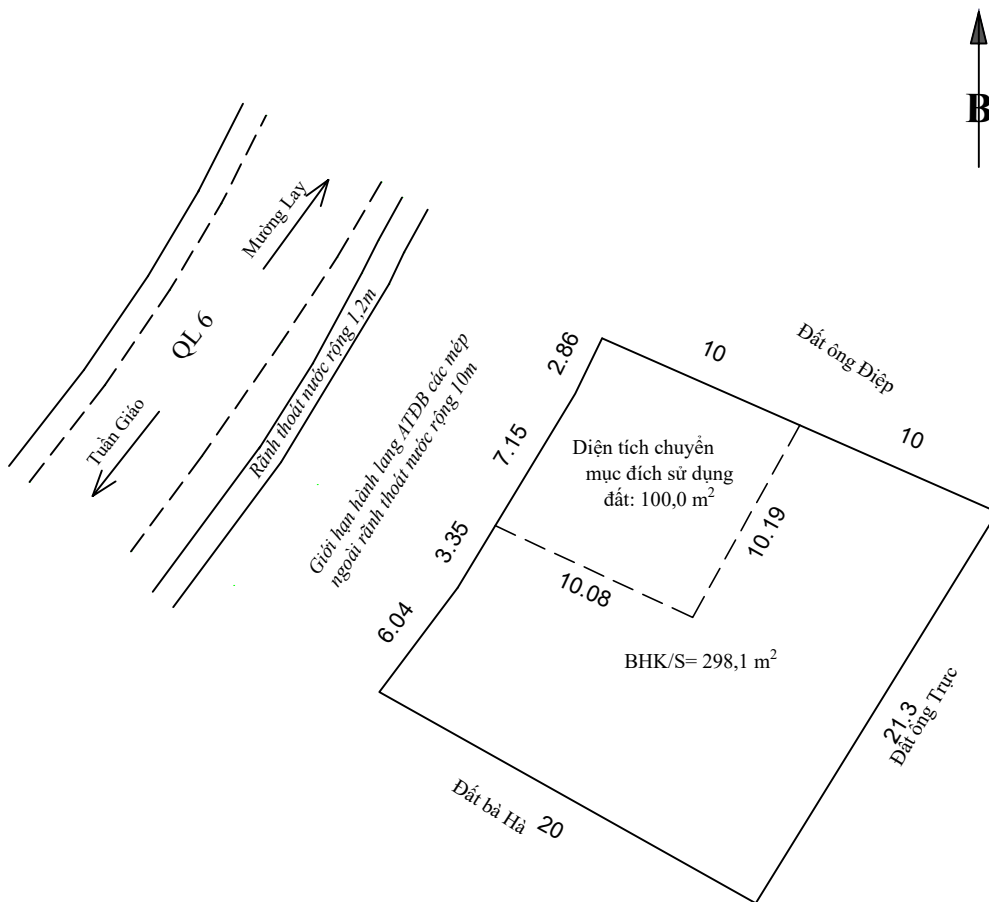 B
Mường Lay
QL 6
Tuần Giáo
Rãnh thoát nước rộng 1,2m
Giới hạn hành lang ATĐB các mép
ngoài rãnh thoát nước rộng 10m
2.86
10
Đất ông Điệp
10
7.15
Diện tích chuyển
mục đích sử dụng
đất: 100,0 m²
3.35
10.19
10.08
6.04
BHK/S= 298,1 m²
21.3
Đất ông Trực
Đất bà Hà
20